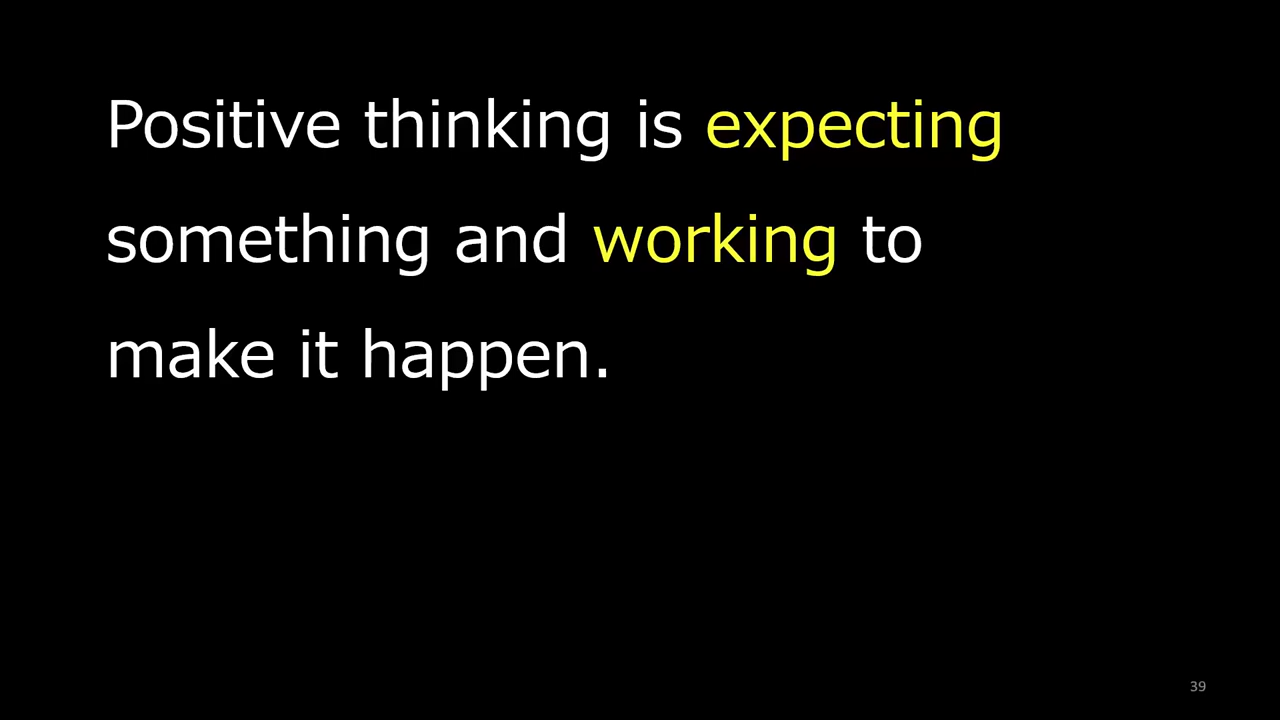 Positive thinking is expecting
something and working to
make it happen.
39